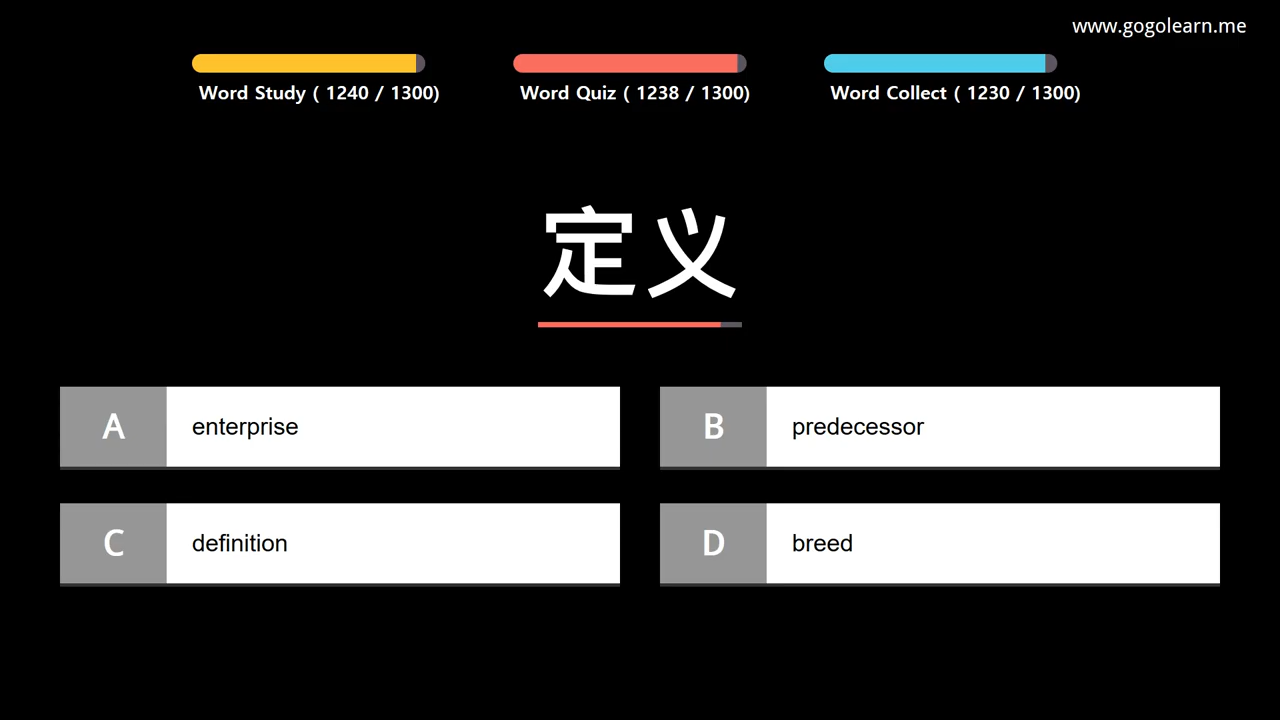 www.gogolearn.me
Word Study ( 1240 / 1300)
Word Quiz ( 1238 / 1300)
Word Collect ( 1230 / 1300)
定义
A enterprise
B predecessor
C definition
D breed